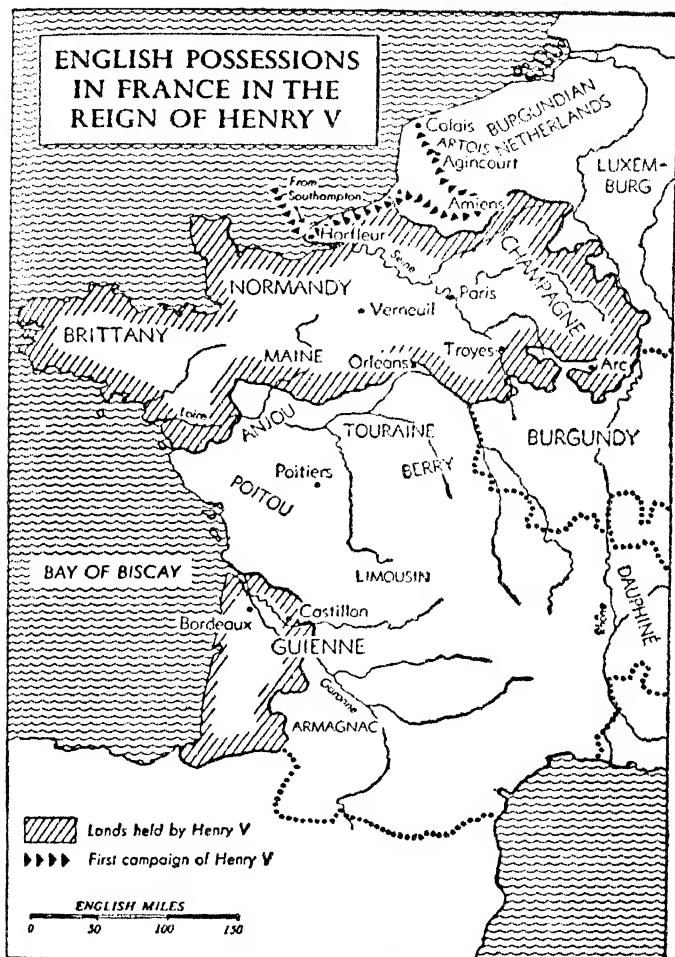 ENGLISH POSSESSIONS
IN FRANCE IN THE
REIGN OF HENRY V
Calais
BURGUNDIAN
ARTOIS NETHERLANDS
Agincourt
LUXEM-
BURG
From
Southampton
Amiens
Harfleur
Seine
CHAMPAGNE
NORMANDY
Paris
Verneuil
BRITTANY
MAINE
Orleans
Troyes
Arc
Loire
ANJOU
TOURAINE
BURGUNDY
BERRY
Poitiers
POITOU
BAY OF BISCAY
LIMOUSIN
DAUPHINÉ
Bordeaux
Castillon
Rhône
GUIENNE
Garonne
ARMAGNAC
Lands held by Henry V
First campaign of Henry V
ENGLISH MILES
0 50 100 150